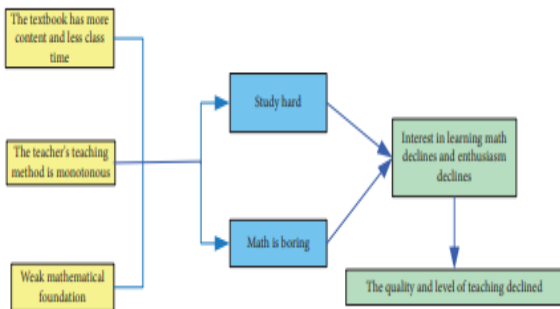 The textbook has more
content and less class
time
The teacher's teaching
method is monotonous
Weak mathematical
foundation
Study hard
Math is boring
Interest in learning math
declines and enthusiasm
declines
The quality and level of teaching declined